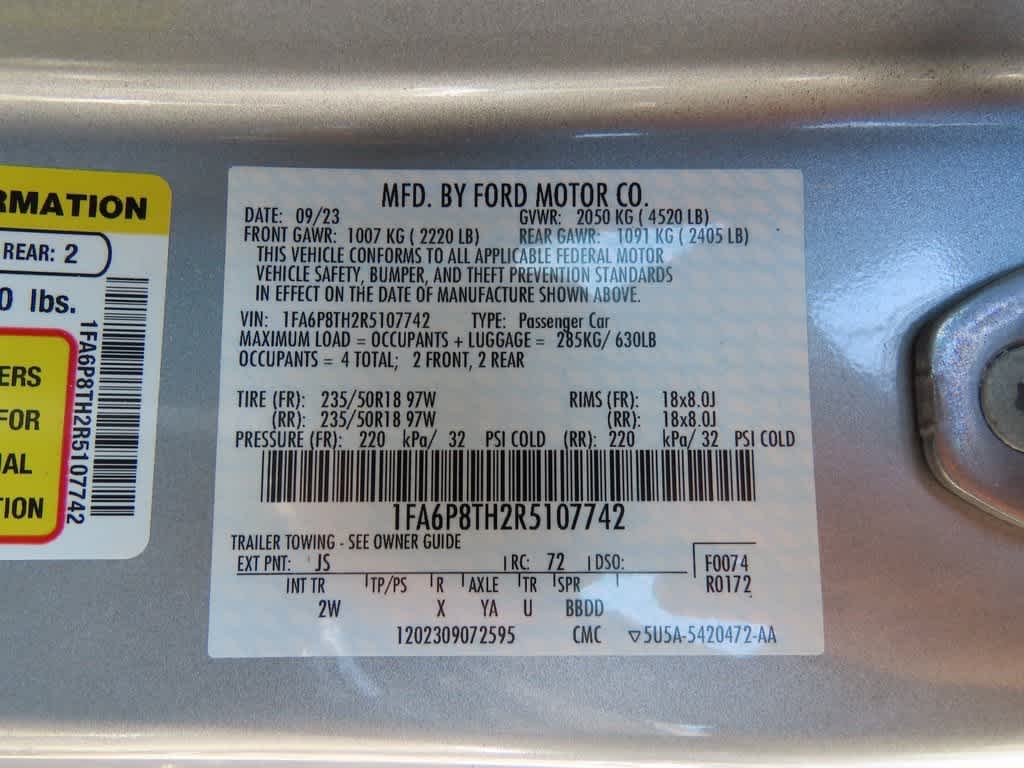 RMATION
REAR: 2
0 lbs.
ERS
FOR
IAL
TION
1FA6P8TH2R5107742
MFD. BY FORD MOTOR CO.
DATE: 09/23 GVWR: 2050 KG ( 4520 LB)
FRONT GAWR: 1007 KG ( 2220 LB) REAR GAWR: 1091 KG ( 2405 LB)
THIS VEHICLE CONFORMS TO ALL APPLICABLE FEDERAL MOTOR
VEHICLE SAFETY, BUMPER, AND THEFT PREVENTION STANDARDS
IN EFFECT ON THE DATE OF MANUFACTURE SHOWN ABOVE.
VIN: 1FA6P8TH2R5107742 TYPE: Passenger Car
MAXIMUM LOAD = OCCUPANTS + LUGGAGE = 285KG/ 630LB
OCCUPANTS = 4 TOTAL; 2 FRONT, 2 REAR
TIRE (FR): 235/50R18 97W RIMS (FR): 18x8.0J
(RR): 235/50R18 97W (RR): 18x8.0J
PRESSURE (FR): 220 kPa/ 32 PSI COLD (RR): 220 kPa/ 32 PSI COLD
1FA6P8TH2R5107742
TRAILER TOWING - SEE OWNER GUIDE
EXT PNT: JS RC: 72 DSO: F0074
INT TR TP/PS R AXLE TR SPR R0172
2W X YA U BBDD
1202309072595 CMC ▽5U5A-5420472-AA